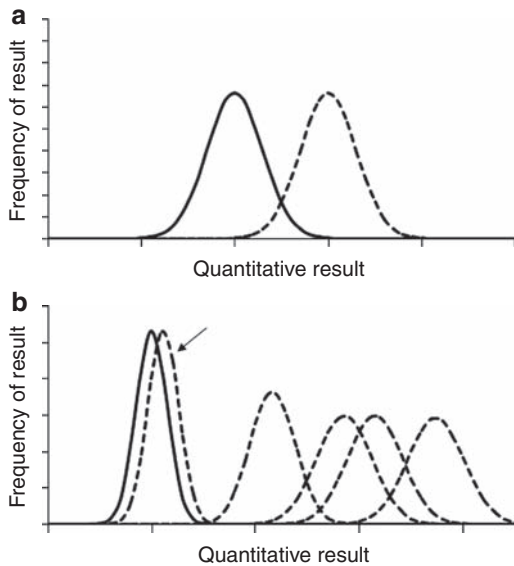 a
Frequency of result
Quantitative result
b
Frequency of result
Quantitative result